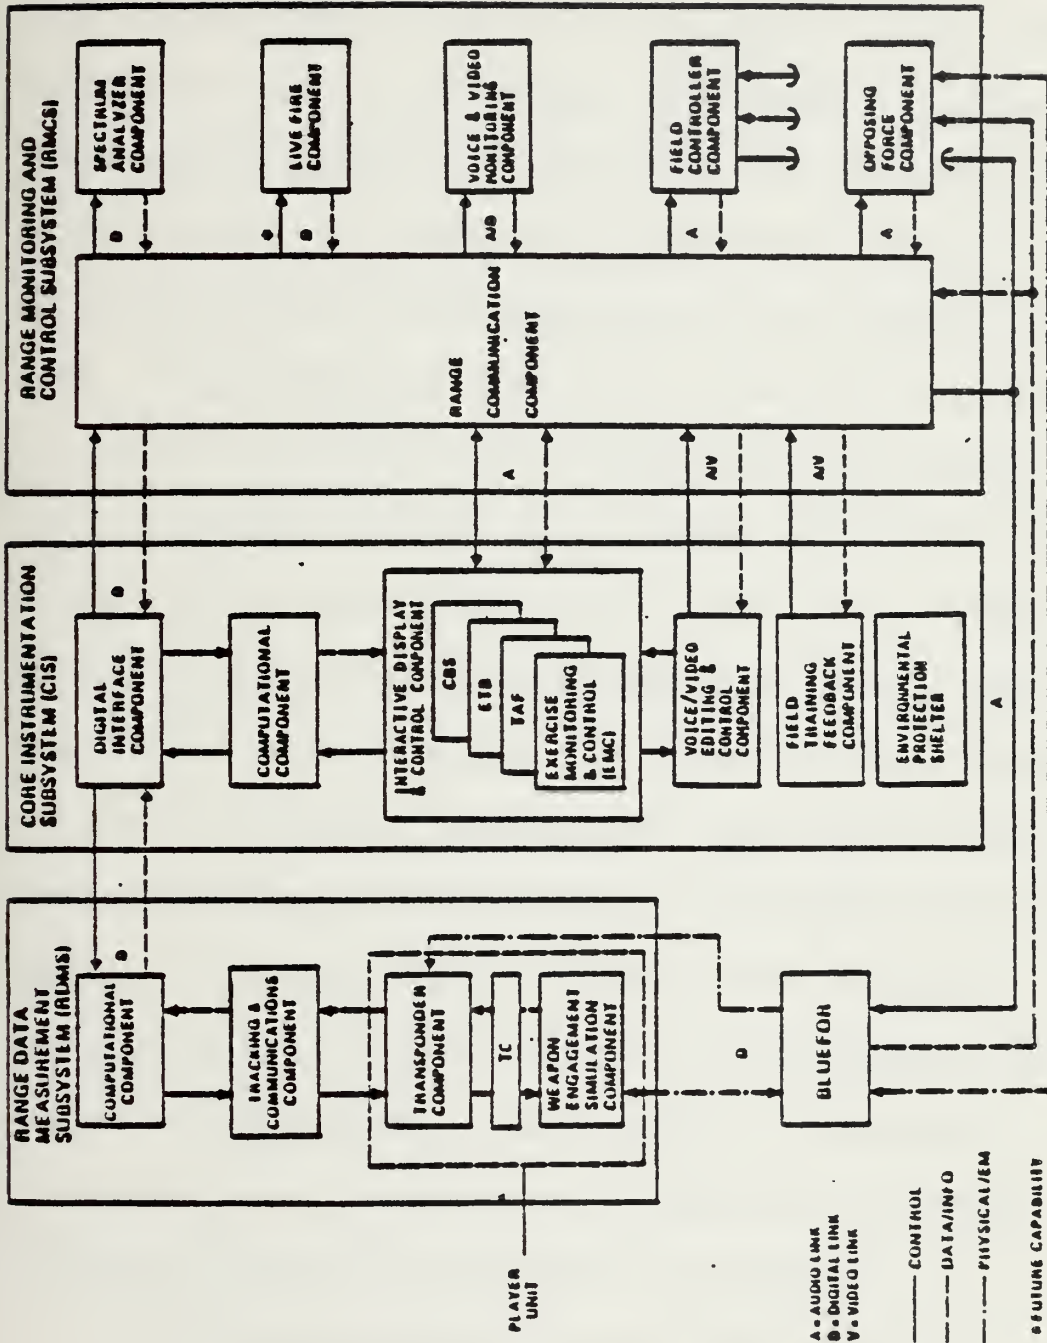 RANGE DATA
MEASUREMENT
SUBSYSTEM (RDMS)
COMPUTATIONAL
COMPONENT
TRACKING &
COMMUNICATIONS
COMPONENT
TRANSPONDER
COMPONENT
TC
WEAPON
ENGAGEMENT
SIMULATION
COMPONENT
PLAYER
UNIT
D
D
BLUEFOR
CORE INSTRUMENTATION
SUBSYSTEM (CIS)
DIGITAL
INTERFACE
COMPONENT
COMPUTATIONAL
COMPONENT
INTERACTIVE DISPLAY
& CONTROL COMPONENT
CBS
ETB
TAF
EXERCISE
MONITORING
& CONTROL
(EMC)
VOICE/VIDEO
EDITING &
CONTROL
COMPONENT
FIELD
TRAINING
FEEDBACK
COMPONENT
ENVIRONMENTAL
PROJECTION
SHELTER
D
A
A/V
A/V
A
RANGE MONITORING AND
CONTROL SUBSYSTEM (RMCS)
RANGE
COMMUNICATION
COMPONENT
SPECTRUM
ANALYZER
COMPONENT
LIVE FIRE
COMPONENT
VOICE & VIDEO
MONITORING
COMPONENT
FIELD
CONTROLLER
COMPONENT
OPPOSING
FORCE
COMPONENT
D
D
A
A
A = AUDIO LINK
D = DIGITAL LINK
V = VIDEO LINK
CONTROL
DATA/INFO
PHYSICAL/EM
FUTURE CAPABILITY